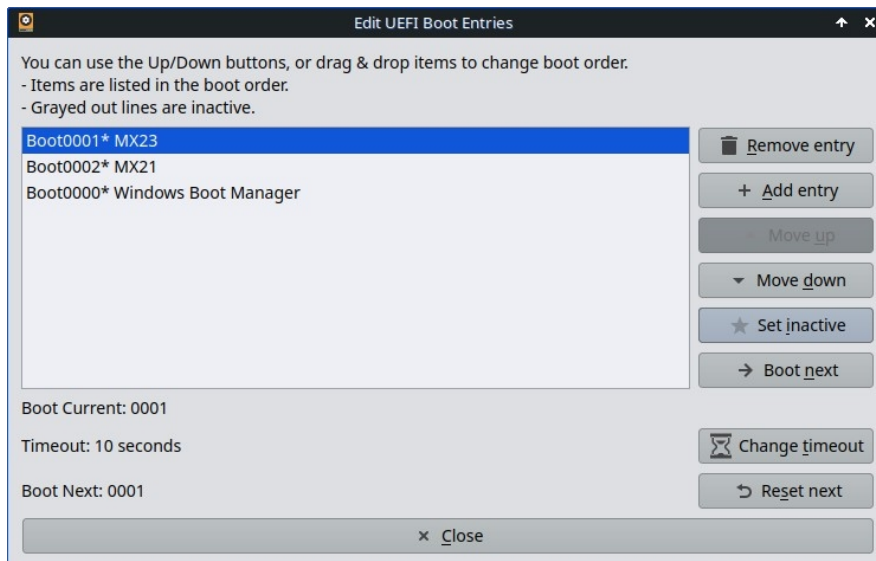 Edit UEFI Boot Entries
You can use the Up/Down buttons, or drag & drop items to change boot order.
- Items are listed in the boot order.
- Grayed out lines are inactive.
Boot0001* MX23
Boot0002* MX21
Boot0000* Windows Boot Manager
Remove entry
+ Add entry
Move up
Move down
Set inactive
Boot next
Boot Current: 0001
Timeout: 10 seconds
Change timeout
Boot Next: 0001
Reset next
Close